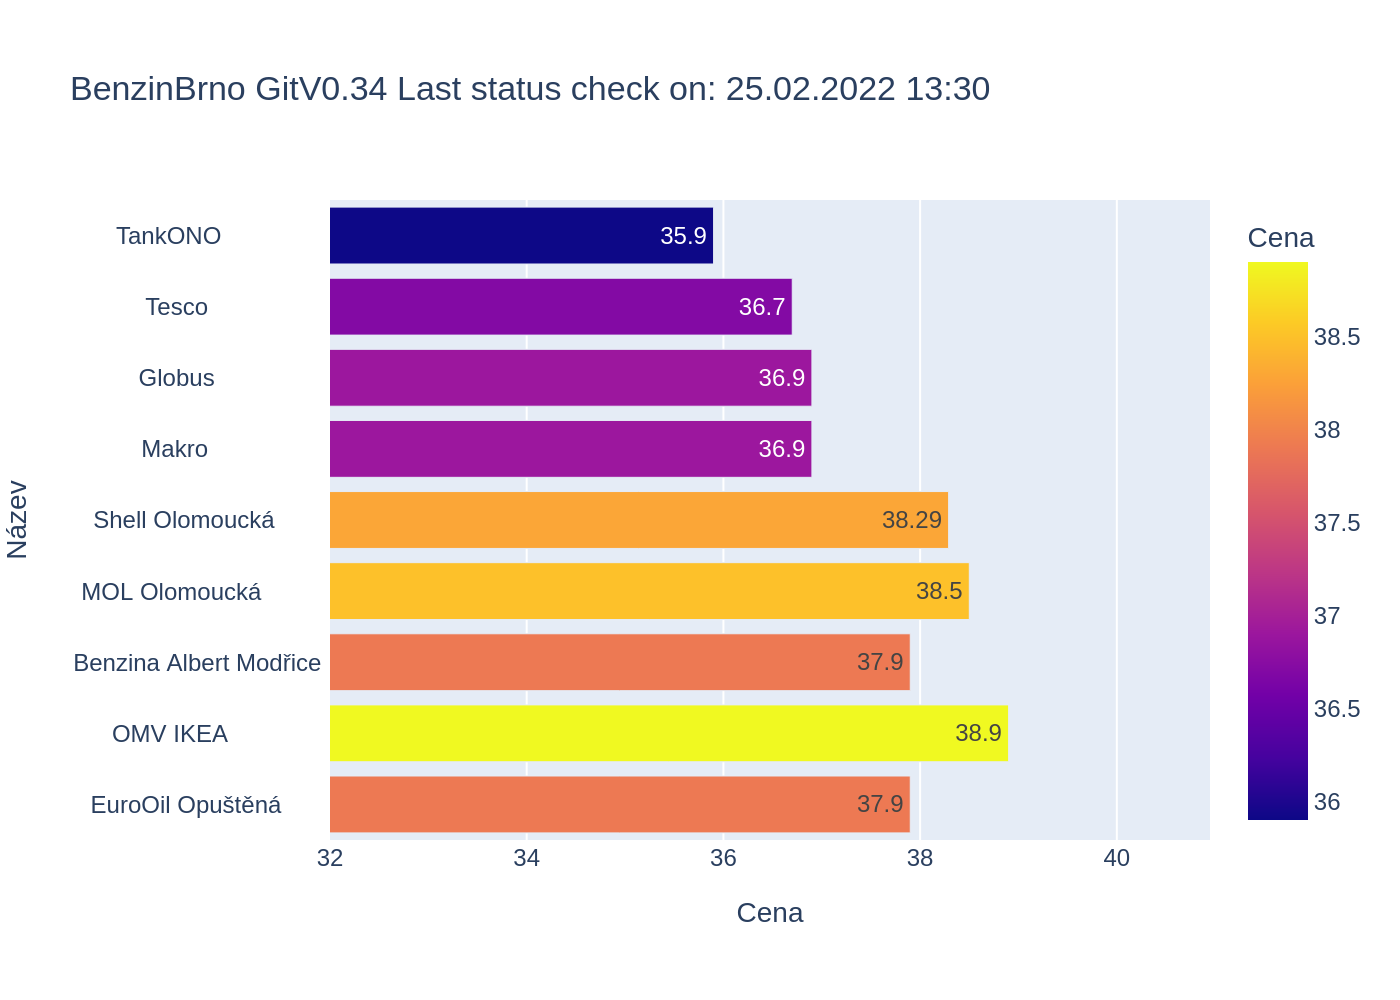 BenzinBrno GitV0.34 Last status check on: 25.02.2022 13:30
Název
TankONO
35.9
Tesco
36.7
Globus
36.9
Makro
36.9
Shell Olomoucká
38.29
MOL Olomoucká
38.5
Benzina Albert Modřice
37.9
OMV IKEA
38.9
EuroOil Opuštěná
37.9
32 34 36 38 40
Cena
Cena
38.5
38
37.5
37
36.5
36